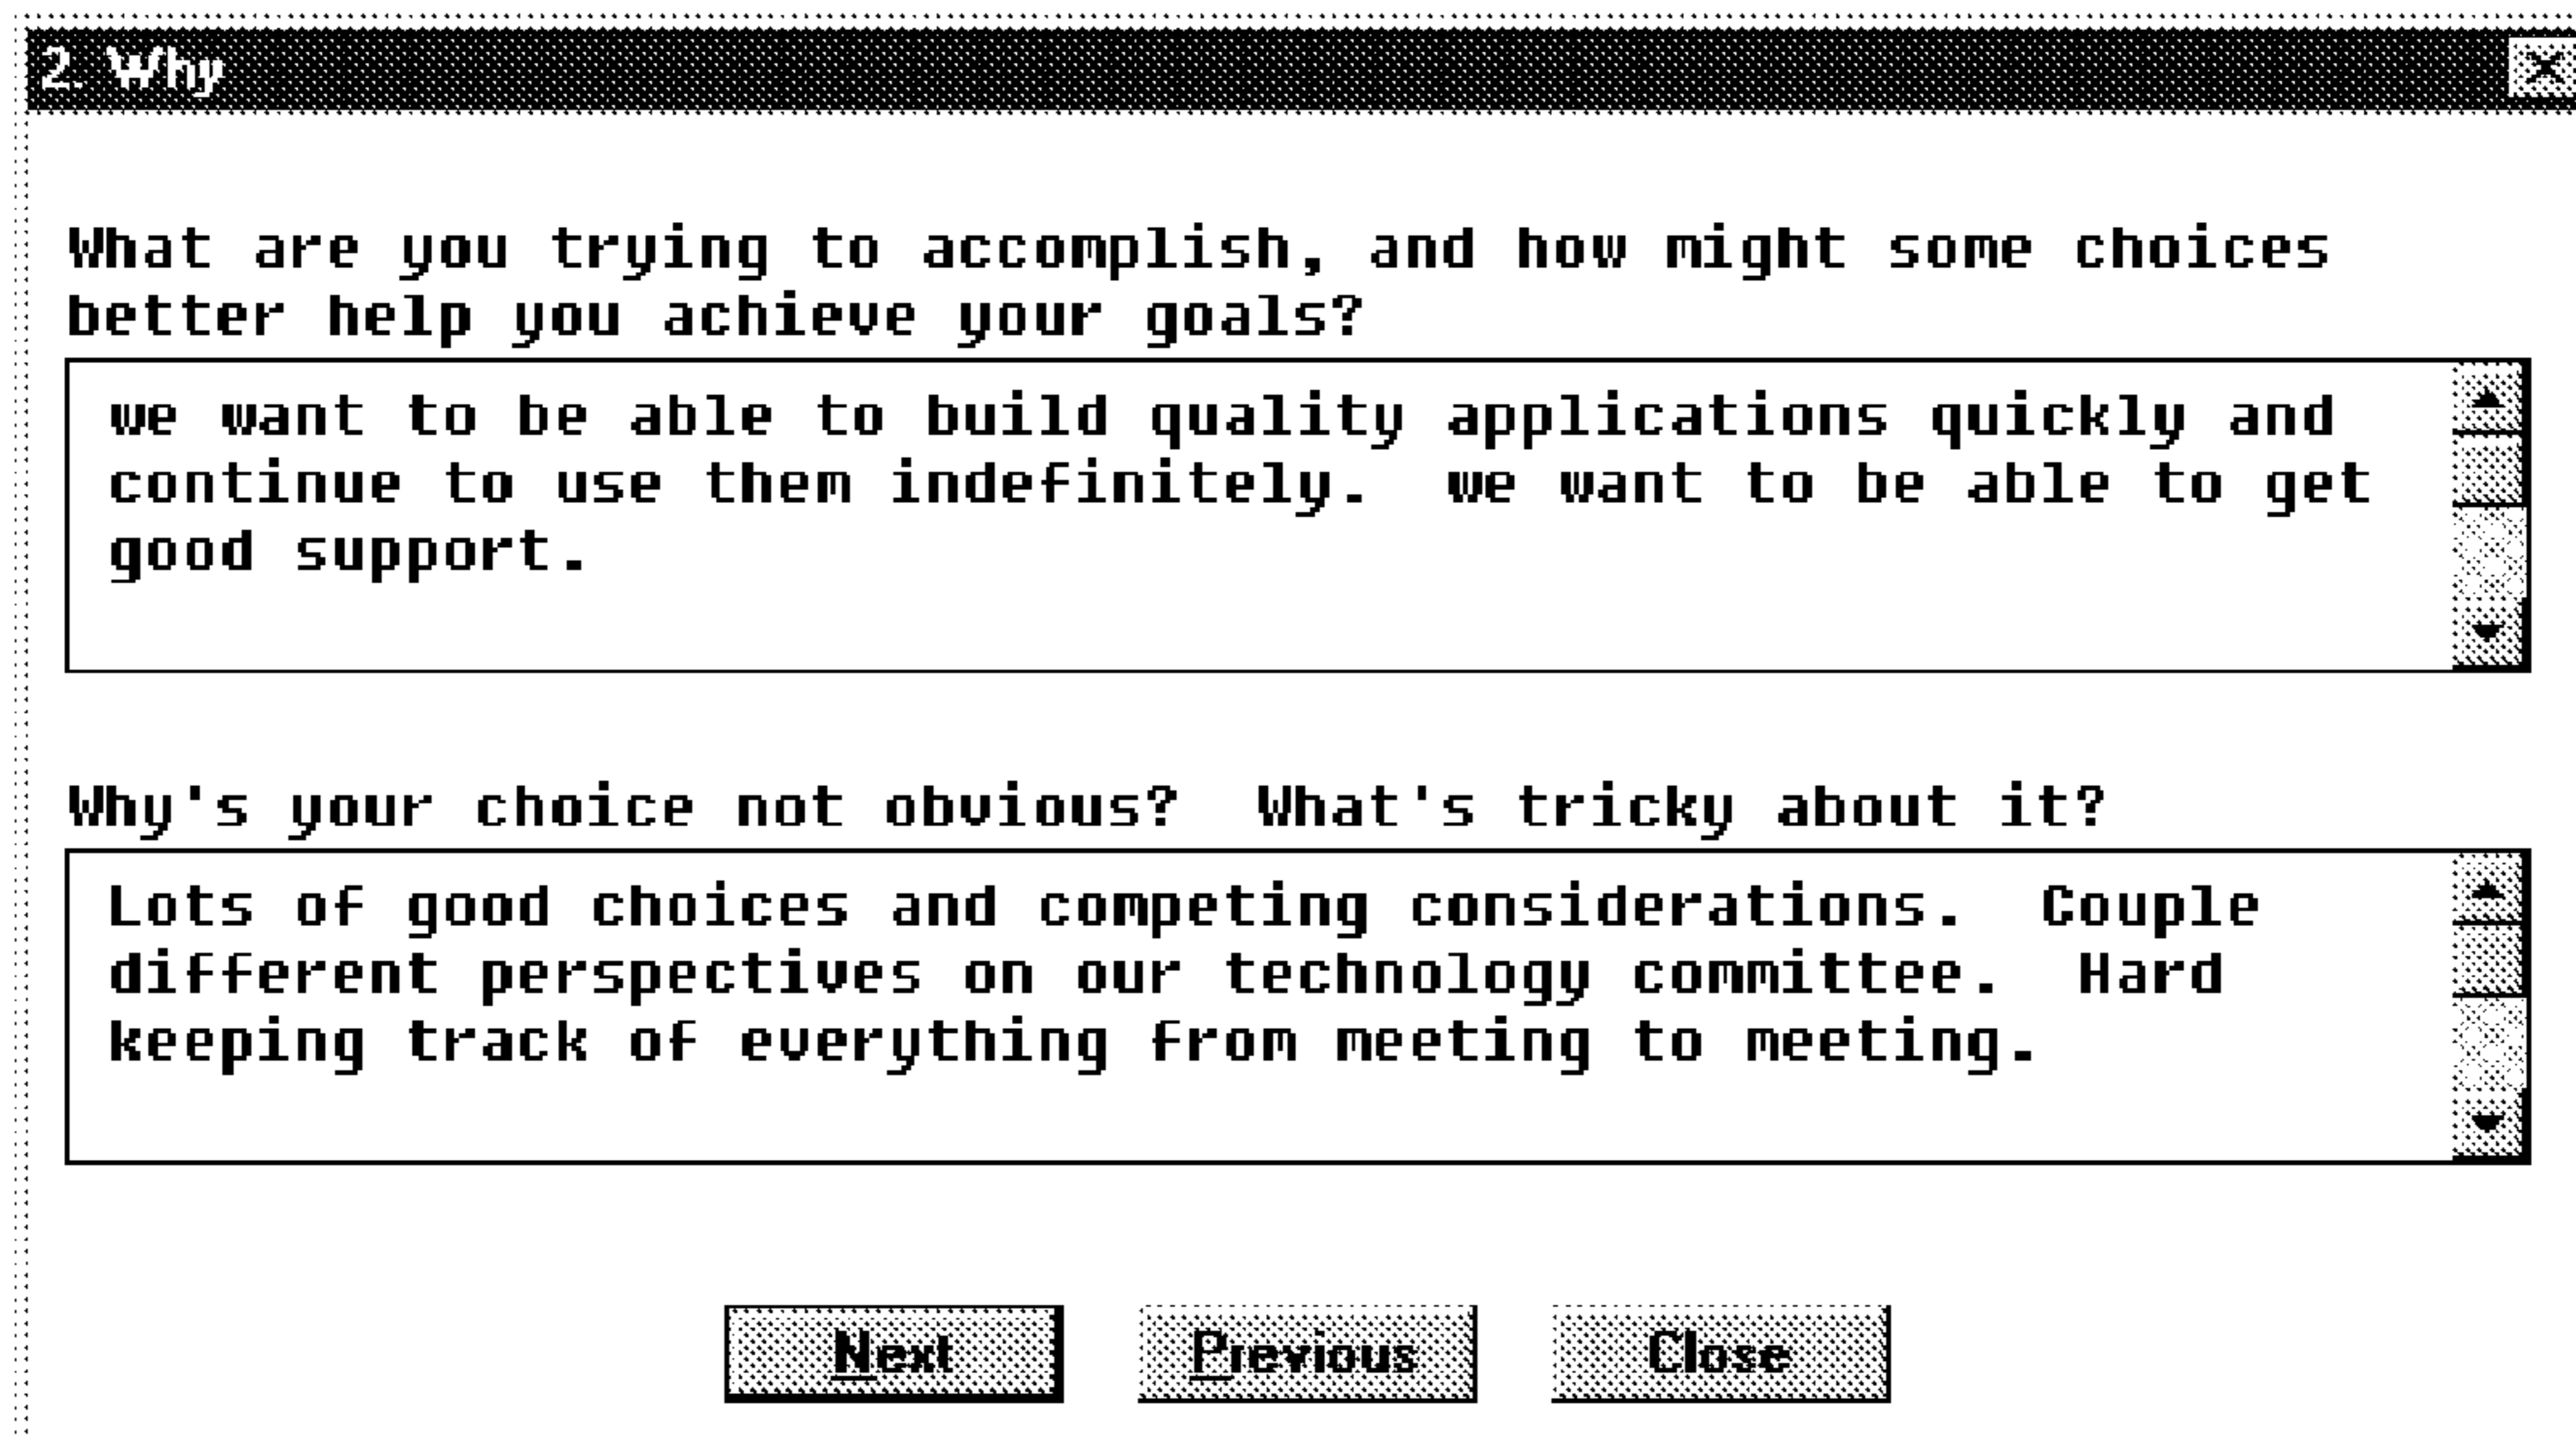 2. Why
What are you trying to accomplish, and how might some choices
better help you achieve your goals?
we want to be able to build quality applications quickly and
continue to use them indefinitely.  we want to be able to get
good support.
Why's your choice not obvious?  What's tricky about it?
Lots of good choices and competing considerations.  Couple
different perspectives on our technology committee.  Hard
keeping track of everything from meeting to meeting.
Next Previous Close